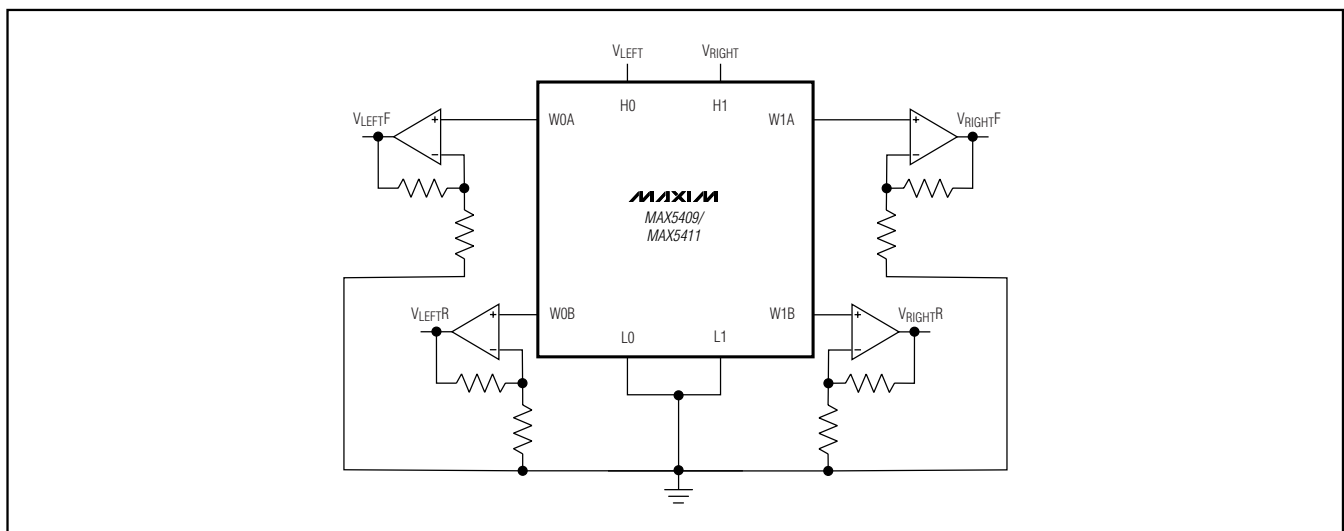 VLEFT VRIGHT
H0 H1
VLEFTF + W0A W1A + VRIGHTF
− −
MAXIM
MAX5409/
MAX5411
VLEFTR + W0B W1B + VRIGHTR
− −
L0 L1